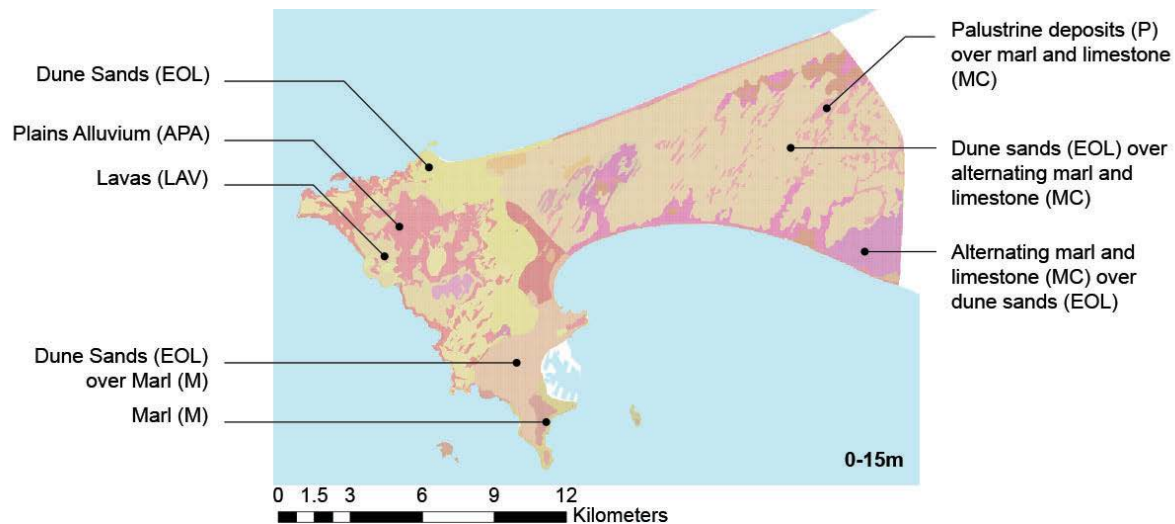 Dune Sands (EOL)
Plains Alluvium (APA)
Lavas (LAV)
Dune Sands (EOL)
over Marl (M)
Marl (M)
Palustrine deposits (P)
over marl and limestone
(MC)
Dune sands (EOL) over
alternating marl and
limestone (MC)
Alternating marl and
limestone (MC) over
dune sands (EOL)
0-15m
0 1.5 3 6 9 12
Kilometers